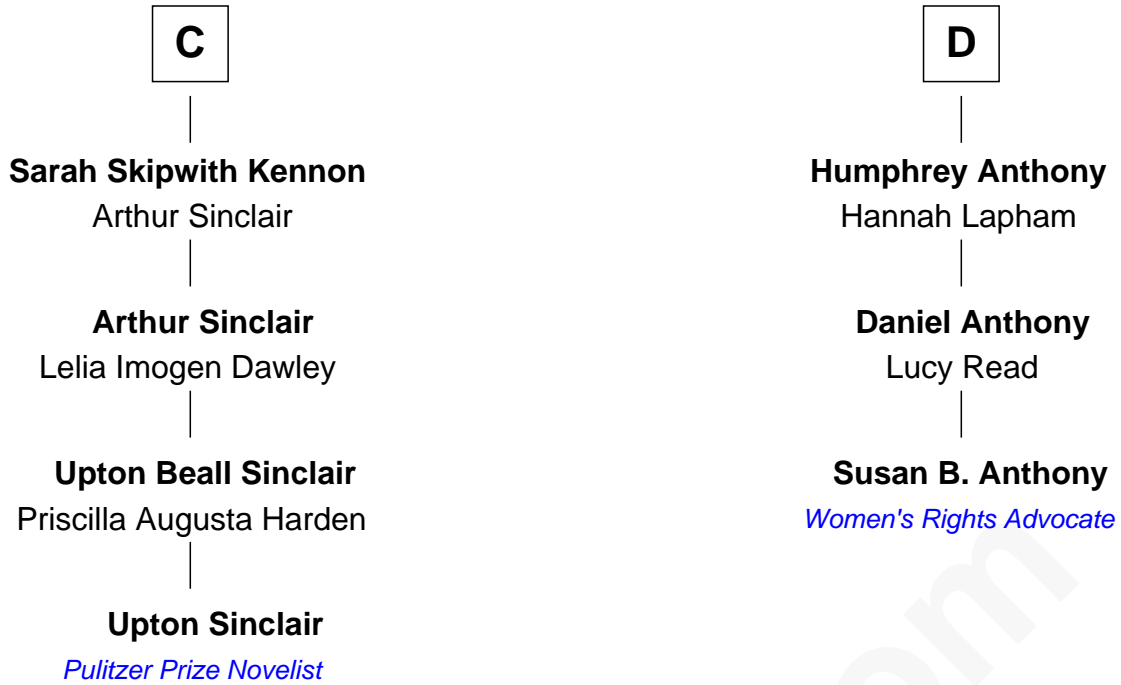 C
Sarah Skipwith Kennon
Arthur Sinclair
Arthur Sinclair
Lelia Imogen Dawley
Upton Beall Sinclair
Priscilla Augusta Harden
Upton Sinclair
Pulitzer Prize Novelist
D
Humphrey Anthony
Hannah Lapham
Daniel Anthony
Lucy Read
Susan B. Anthony
Women's Rights Advocate
om